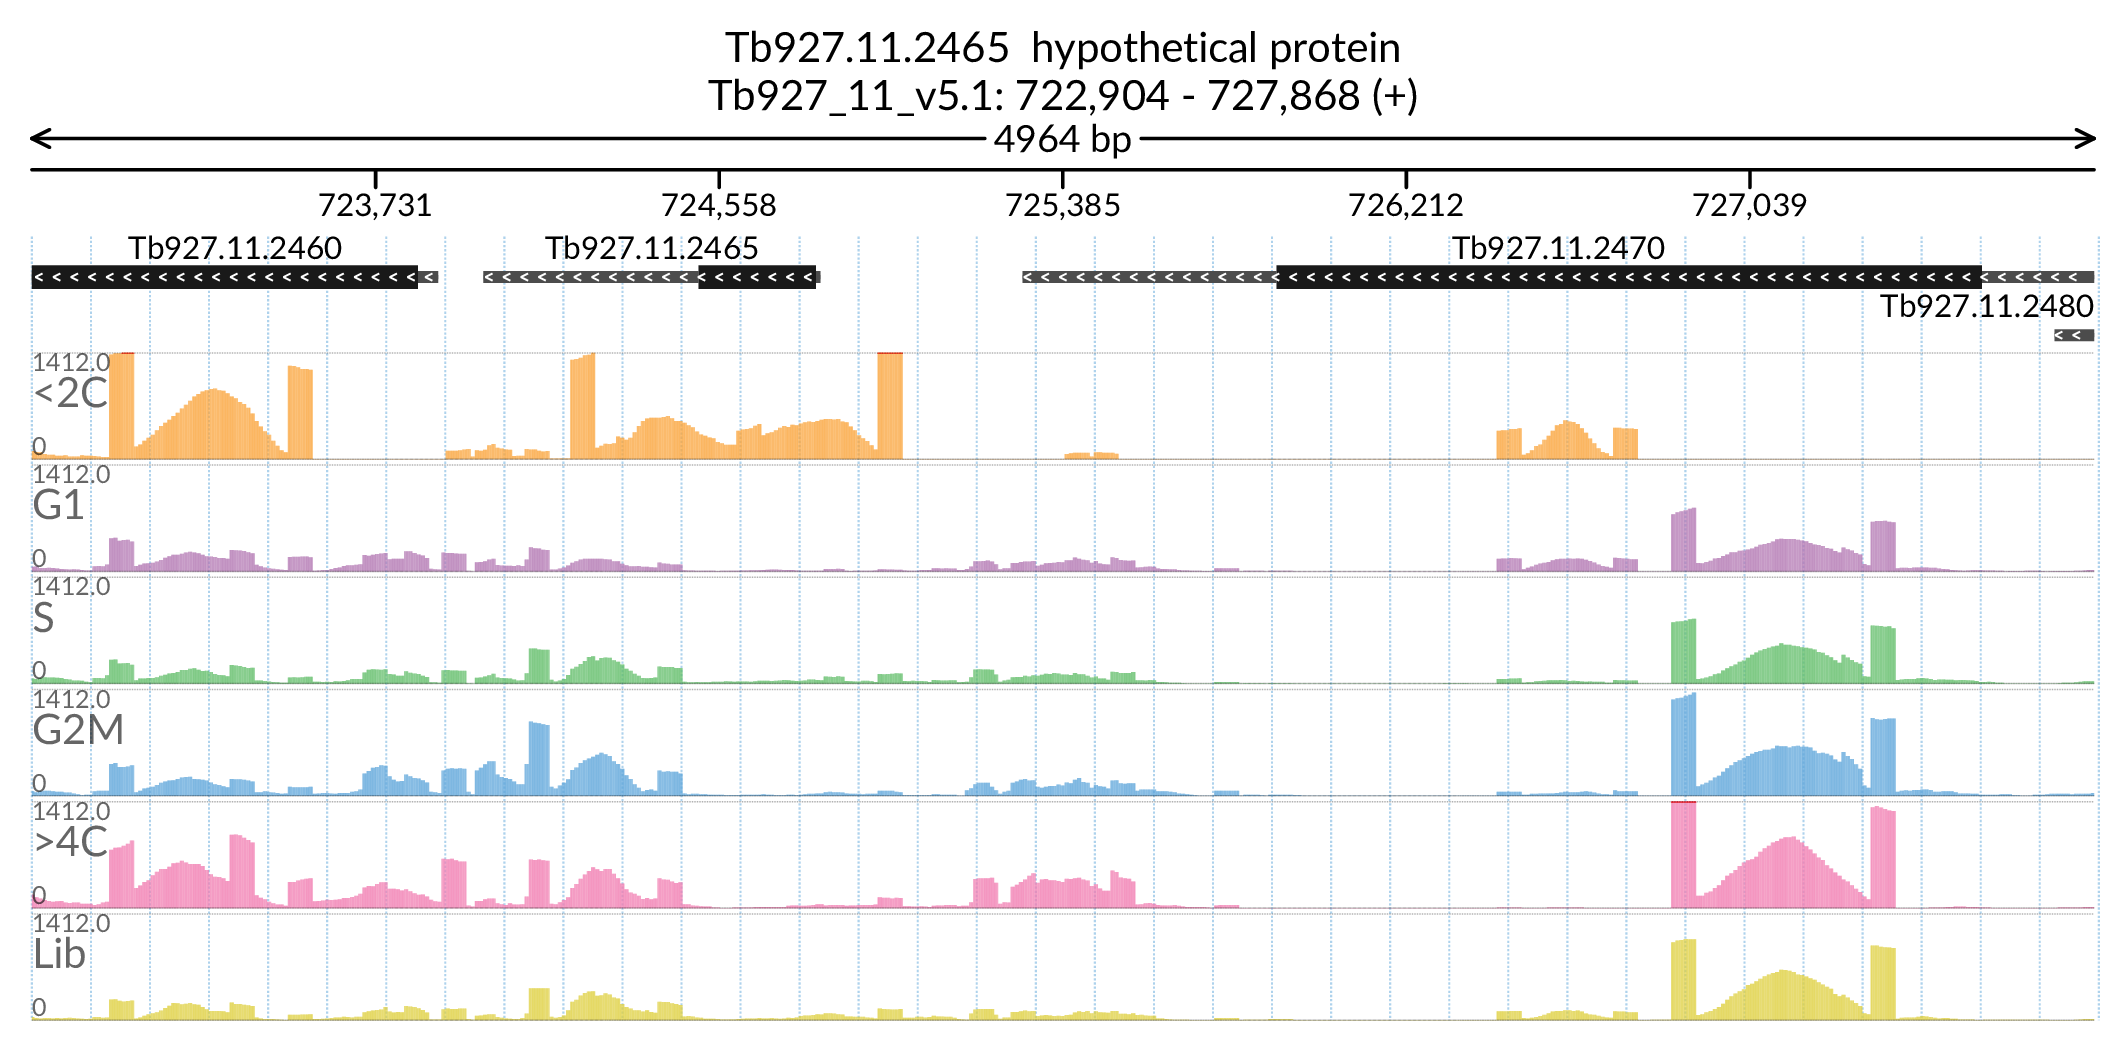 Tb927.11.2465 hypothetical protein
Tb927_11_v5.1: 722,904 - 727,868 (+)
4964 bp
723,731 724,558 725,385 726,212 727,039
Tb927.11.2460 Tb927.11.2465 Tb927.11.2470
Tb927.11.2480
1412.0
<2C
0
1412.0
G1
0
1412.0
S
0
1412.0
G2M
0
1412.0
>4C
0
1412.0
Lib
0